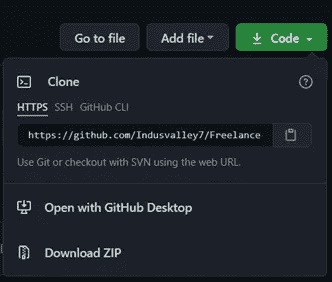 Go to file
Add file
Code
Clone
HTTPS SSH GitHub CLI
https://github.com/Indusvalley7/Freelance
Use Git or checkout with SVN using the web URL.
Open with GitHub Desktop
Download ZIP